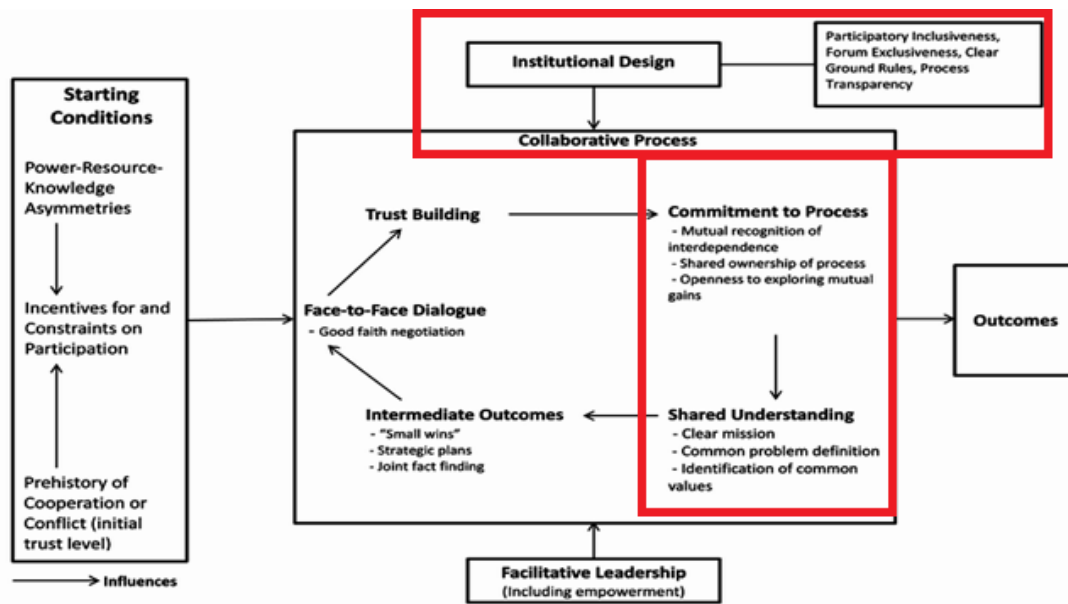 Starting
Conditions
Power-Resource-
Knowledge
Asymmetries
Incentives for and
Constraints on
Participation
Prehistory of
Cooperation or
Conflict (initial
trust level)
Influences
Institutional Design
Participatory Inclusiveness,
Forum Exclusiveness, Clear
Ground Rules, Process
Transparency
Collaborative Process
Trust Building
Commitment to Process
- Mutual recognition of
interdependence
- Shared ownership of process
- Openness to exploring mutual
gains
Face-to-Face Dialogue
- Good faith negotiation
Intermediate Outcomes
- "Small wins"
- Strategic plans
- Joint fact finding
Shared Understanding
- Clear mission
- Common problem definition
- Identification of common
values
Outcomes
Facilitative Leadership
(Including empowerment)